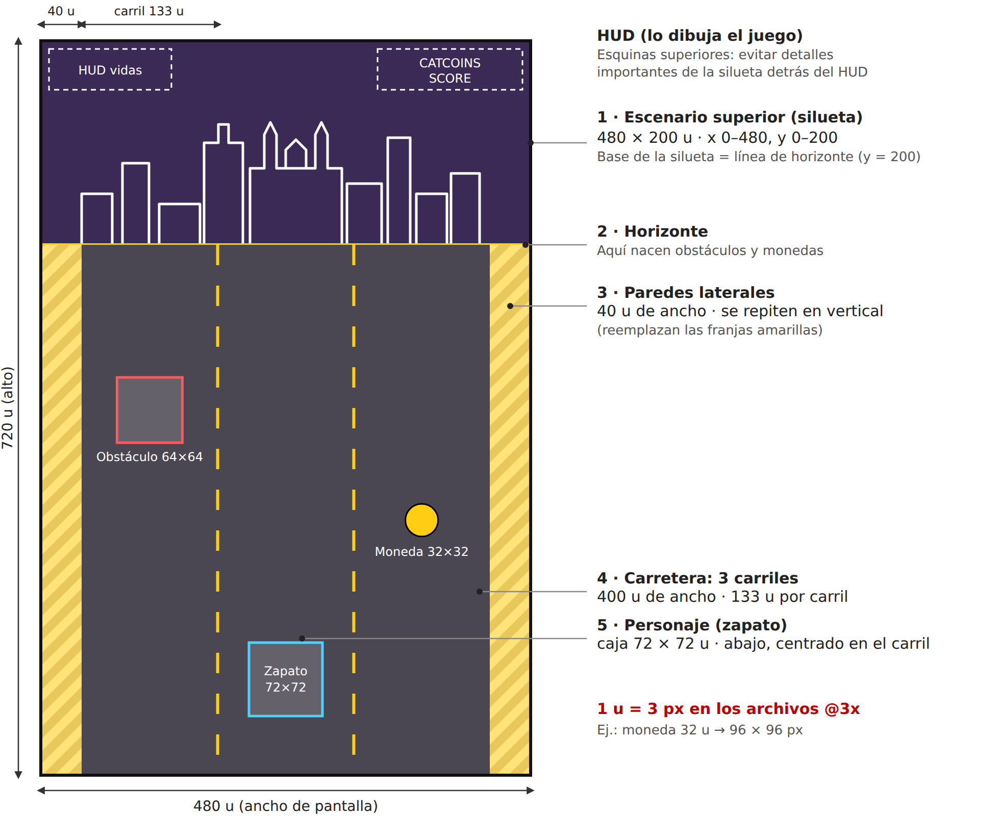 40 u
carril 133 u
HUD vidas
CATCOINS
SCORE
720 u (alto)
Obstáculo 64×64
Moneda 32×32
Zapato
72×72
480 u (ancho de pantalla)
HUD (lo dibuja el juego)
Esquinas superiores: evitar detalles
importantes de la silueta detrás del HUD
1 · Escenario superior (silueta)
480 × 200 u · x 0–480, y 0–200
Base de la silueta = línea de horizonte (y = 200)
2 · Horizonte
Aquí nacen obstáculos y monedas
3 · Paredes laterales
40 u de ancho · se repiten en vertical
(reemplazan las franjas amarillas)
4 · Carretera: 3 carriles
400 u de ancho · 133 u por carril
5 · Personaje (zapato)
caja 72 × 72 u · abajo, centrado en el carril
1 u = 3 px en los archivos @3x
Ej.: moneda 32 u → 96 × 96 px